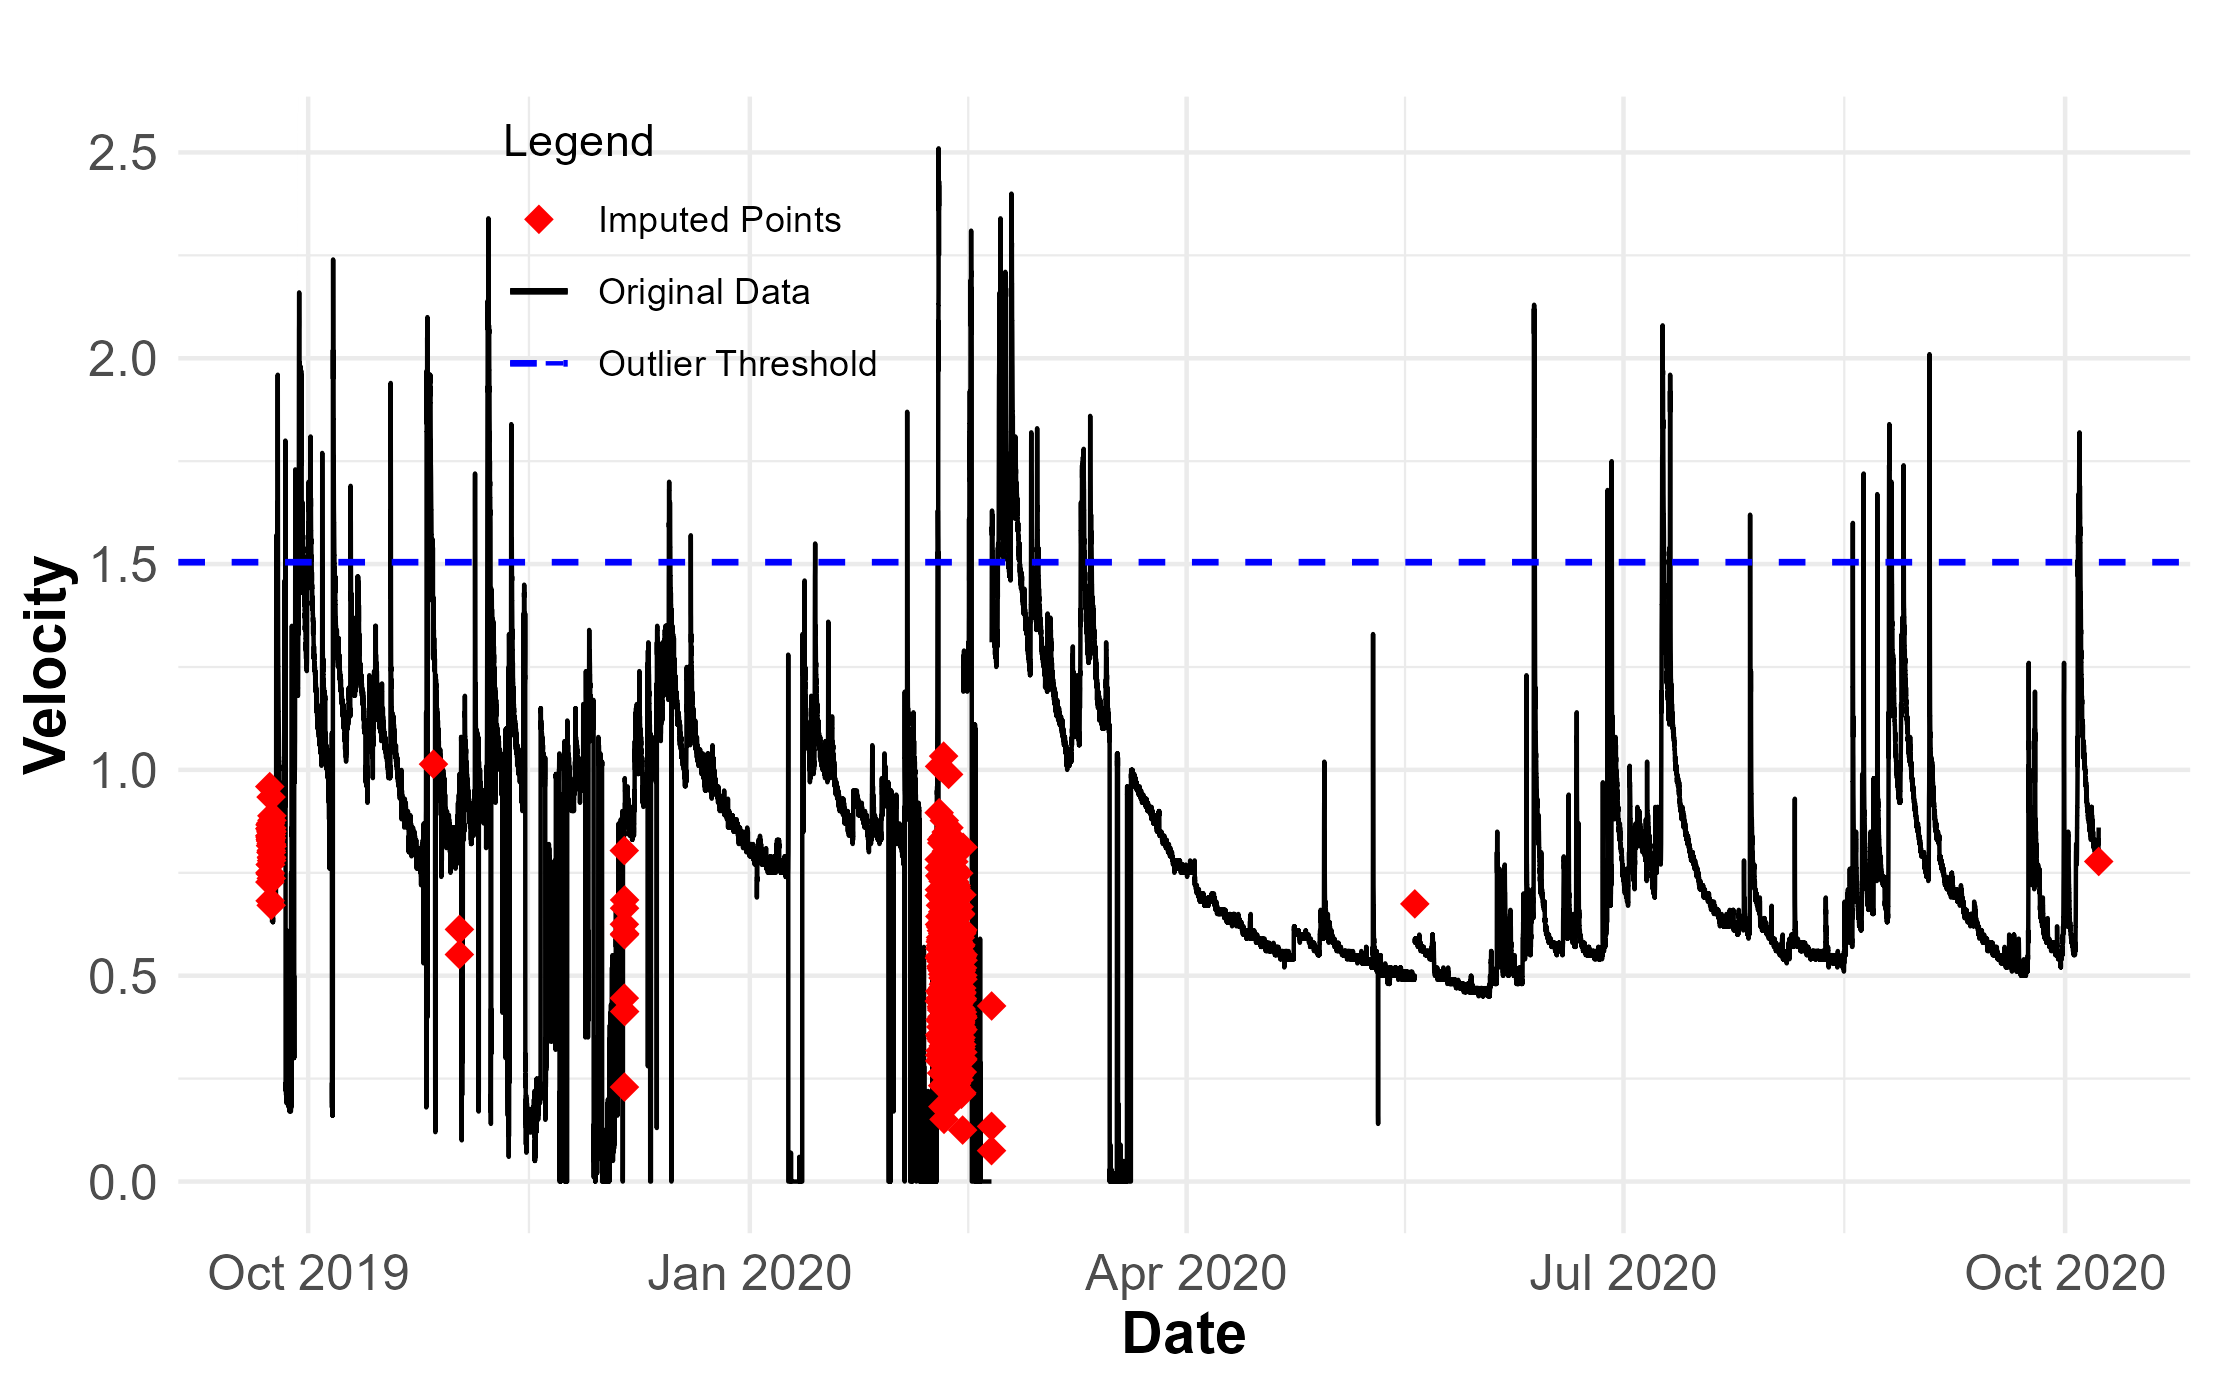 Legend
Imputed Points
Original Data
Outlier Threshold
2.5
2.0
1.5
1.0
0.5
0.0
Velocity
Oct 2019 Jan 2020 Apr 2020 Jul 2020 Oct 2020
Date